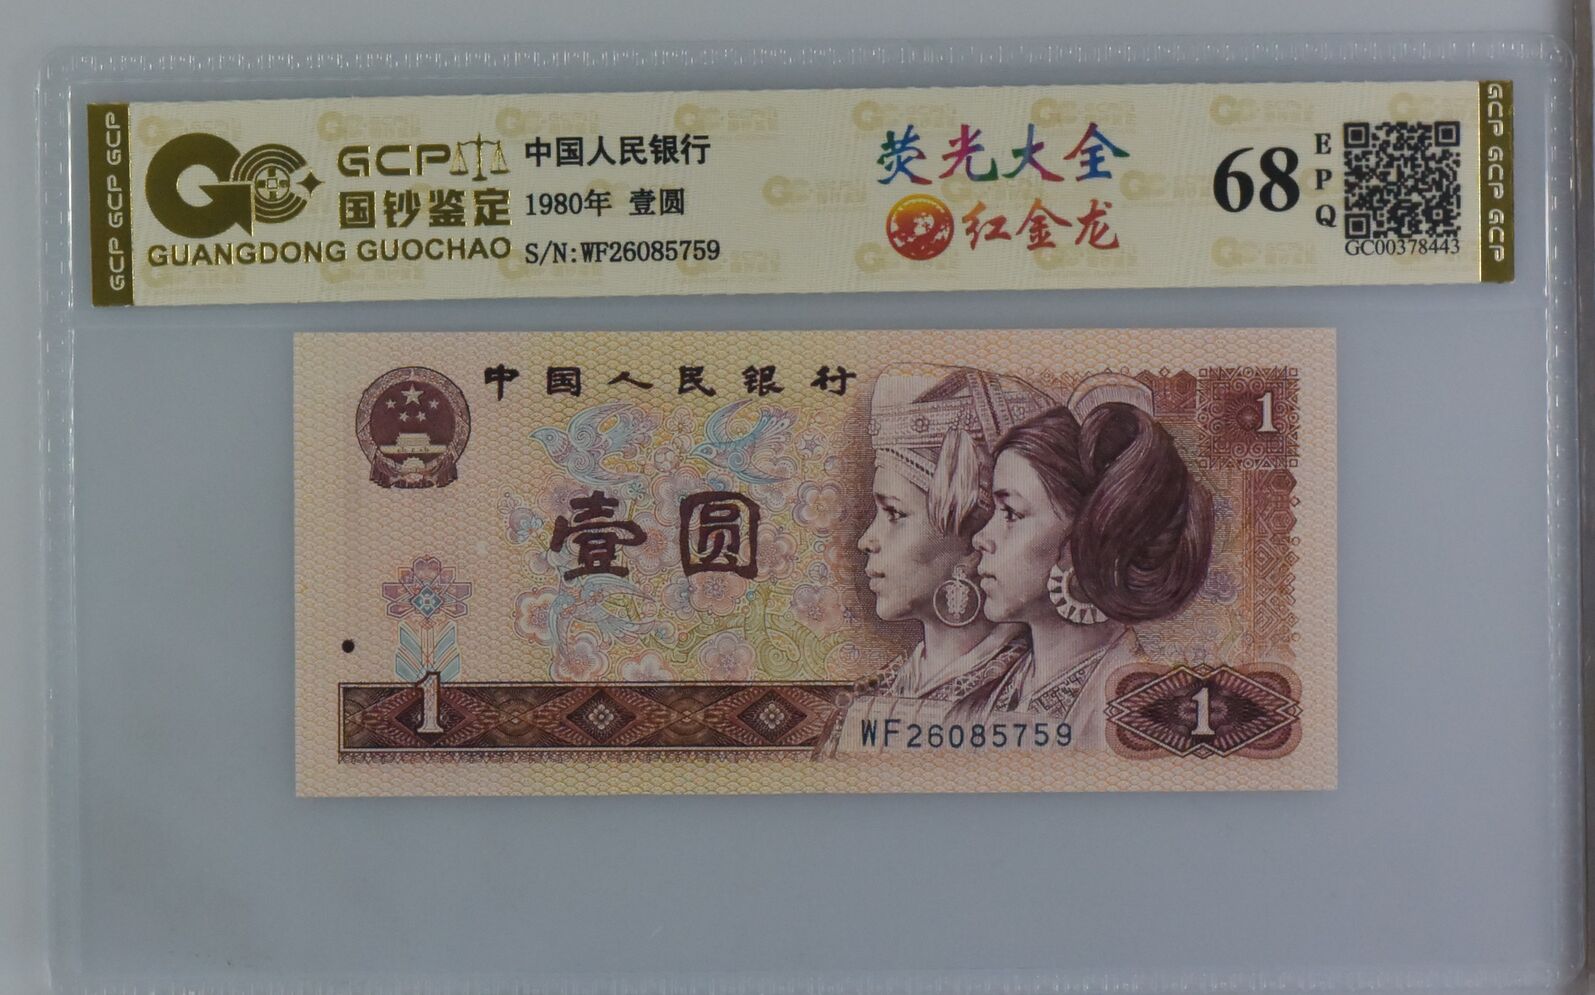 GCP GCP GCP
GCP
国钞鉴定
GUANGDONG GUOCHAO
中国人民银行
1980年 壹圆
S/N:WF26085759
荧光大全
红金龙
68
EPQ
GC00378443
GCP GCP GCP
中国人民银行
1
壹圆
1
WF26085759
1